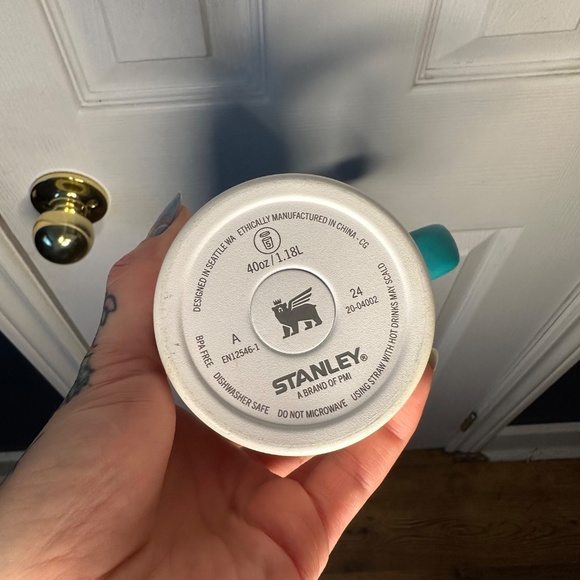 DESIGNED IN SEATTLE WA ETHICALLY MANUFACTURED IN CHINA - CG
S
40oz / 1.18L
A
EN12546-1
24
20-04002
STANLEY®
A BRAND OF PMI
BPA FREE DISHWASHER SAFE DO NOT MICROWAVE USING STRAW WITH HOT DRINKS MAY SCALD